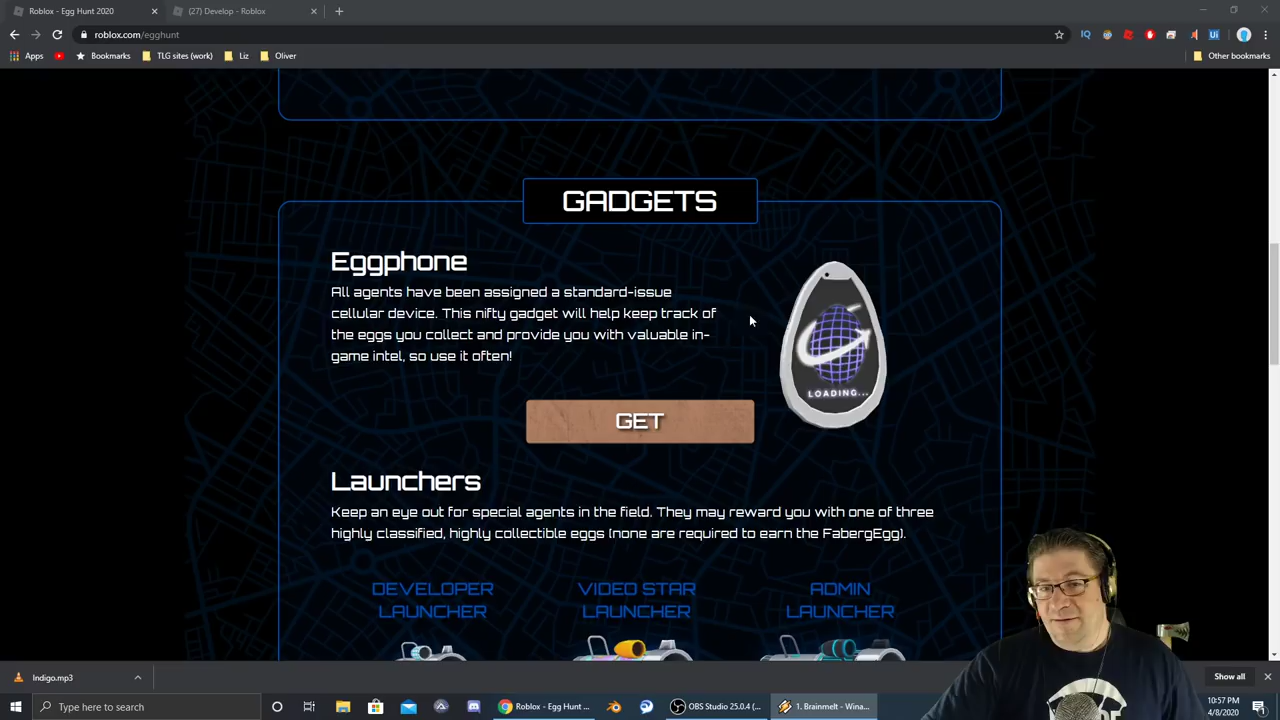 Roblox - Egg Hunt 2020
(27) Develop - Roblox
roblox.com/egghunt
Apps
Bookmarks
TLG sites (work)
Liz
Oliver
Other bookmarks
GADGETS
Eggphone
All agents have been assigned a standard-issue
cellular device. This nifty gadget will help keep track of
the eggs you collect and provide you with valuable in-
game intel, so use it often!
LOADING...
GET
Launchers
Keep an eye out for special agents in the field. They may reward you with one of three
highly classified, highly collectible eggs (none are required to earn the FabergEgg).
DEVELOPER
LAUNCHER
VIDEO STAR
LAUNCHER
ADMIN
LAUNCHER
Indigo.mp3
Show all
Type here to search
Roblox - Egg Hunt ...
OBS Studio 25.0.4 (...
1. Brainmelt - Wina...
10:57 PM
4/8/2020